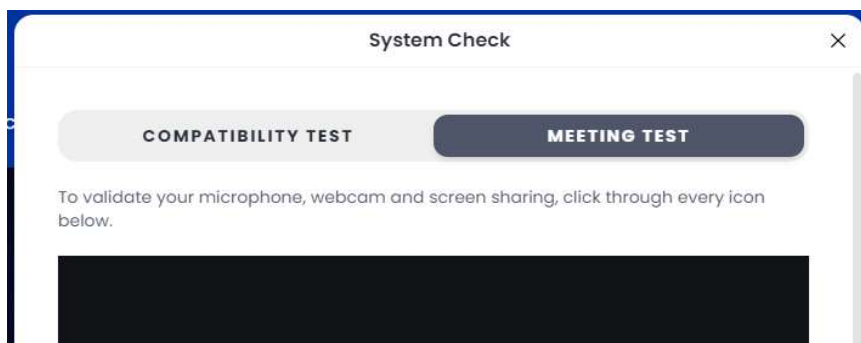 System Check
COMPATIBILITY TEST
MEETING TEST
To validate your microphone, webcam and screen sharing, click through every icon
below.